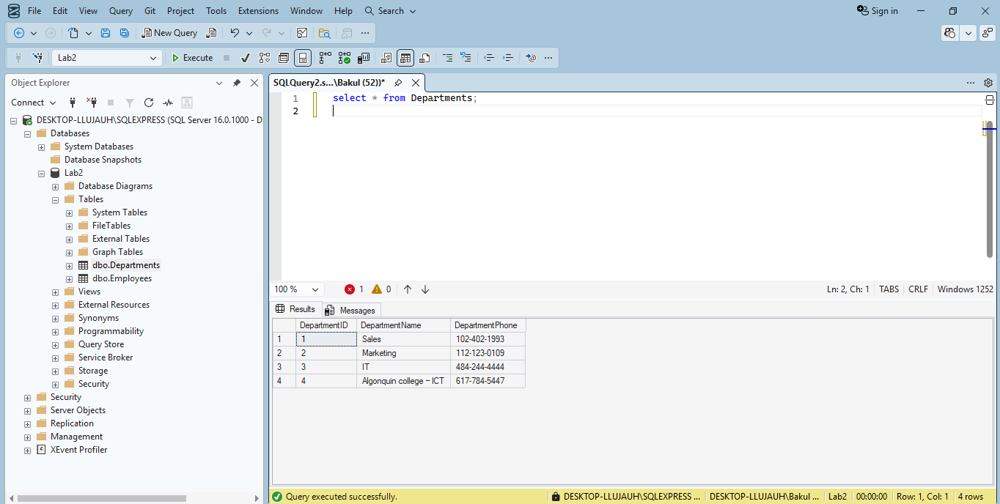 File Edit View Query Git Project Tools Extensions Window Help Search Sign in
New Query
Lab2 Execute
Object Explorer
Connect
DESKTOP-LLUJAUH\SQLEXPRESS (SQL Server 16.0.1000 - D
Databases
System Databases
Database Snapshots
Lab2
Database Diagrams
Tables
System Tables
FileTables
External Tables
Graph Tables
dbo.Departments
dbo.Employees
Views
External Resources
Synonyms
Programmability
Query Store
Service Broker
Storage
Security
Security
Server Objects
Replication
Management
XEvent Profiler
SQLQuery2.s...\Bakul (52))*
1 select * from Departments;
2
100 % 1 0 Ln: 2, Ch: 1 TABS CRLF Windows 1252
Results Messages
DepartmentID DepartmentName DepartmentPhone
1 1 Sales 102-402-1993
2 2 Marketing 112-123-0109
3 3 IT 484-244-4444
4 4 Algonquin college – ICT 617-784-5447
Query executed successfully. DESKTOP-LLUJAUH\SQLEXPRESS ... DESKTOP-LLUJAUH\Bakul ... Lab2 00:00:00 Row: 1, Col: 1 4 rows